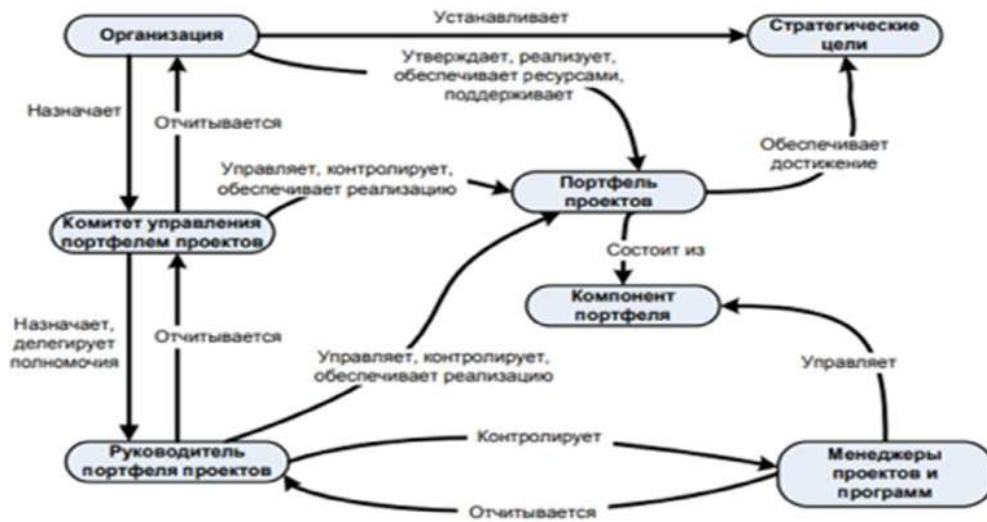 Устанавливает
Организация
Стратегические
цели
Утверждает, реализует,
обеспечивает ресурсами,
поддерживает
Назначает
Отчитывается
Обеспечивает
достижение
Управляет, контролирует,
обеспечивает реализацию
Портфель
проектов
Комитет управления
портфелем проектов
Состоит из
Компонент
портфеля
Назначает,
делегирует
полномочия
Отчитывается
Управляет, контролирует,
обеспечивает реализацию
Управляет
Руководитель
портфеля проектов
Контролирует
Менеджеры
проектов и
программ
Отчитывается